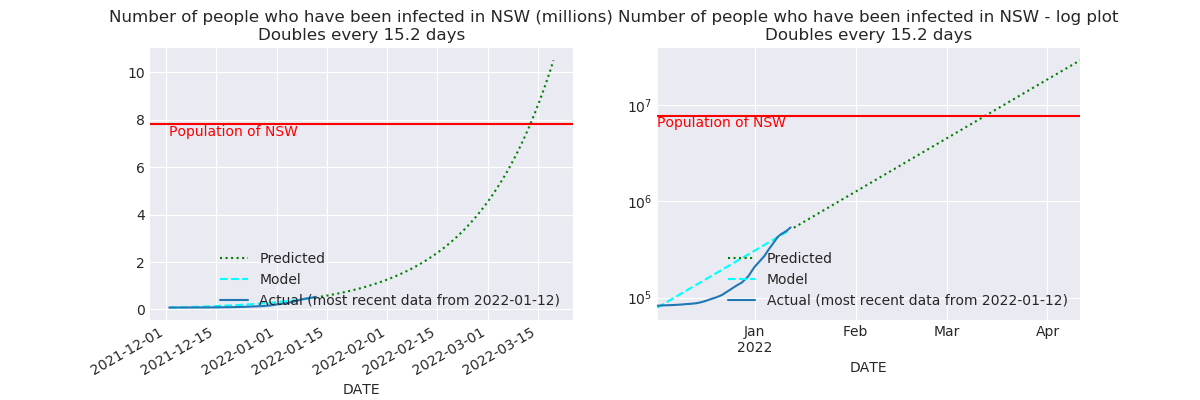 Number of people who have been infected in NSW (millions)
Doubles every 15.2 days
10
8
6
4
2
0
Population of NSW
Predicted
Model
Actual (most recent data from 2022-01-12)
2021-12-01
2021-12-15
2022-01-01
2022-01-15
2022-02-01
2022-02-15
2022-03-01
2022-03-15
DATE
Number of people who have been infected in NSW - log plot
Doubles every 15.2 days
10⁷
10⁶
10⁵
Population of NSW
Predicted
Model
Actual (most recent data from 2022-01-12)
Jan Feb Mar Apr
2022
DATE